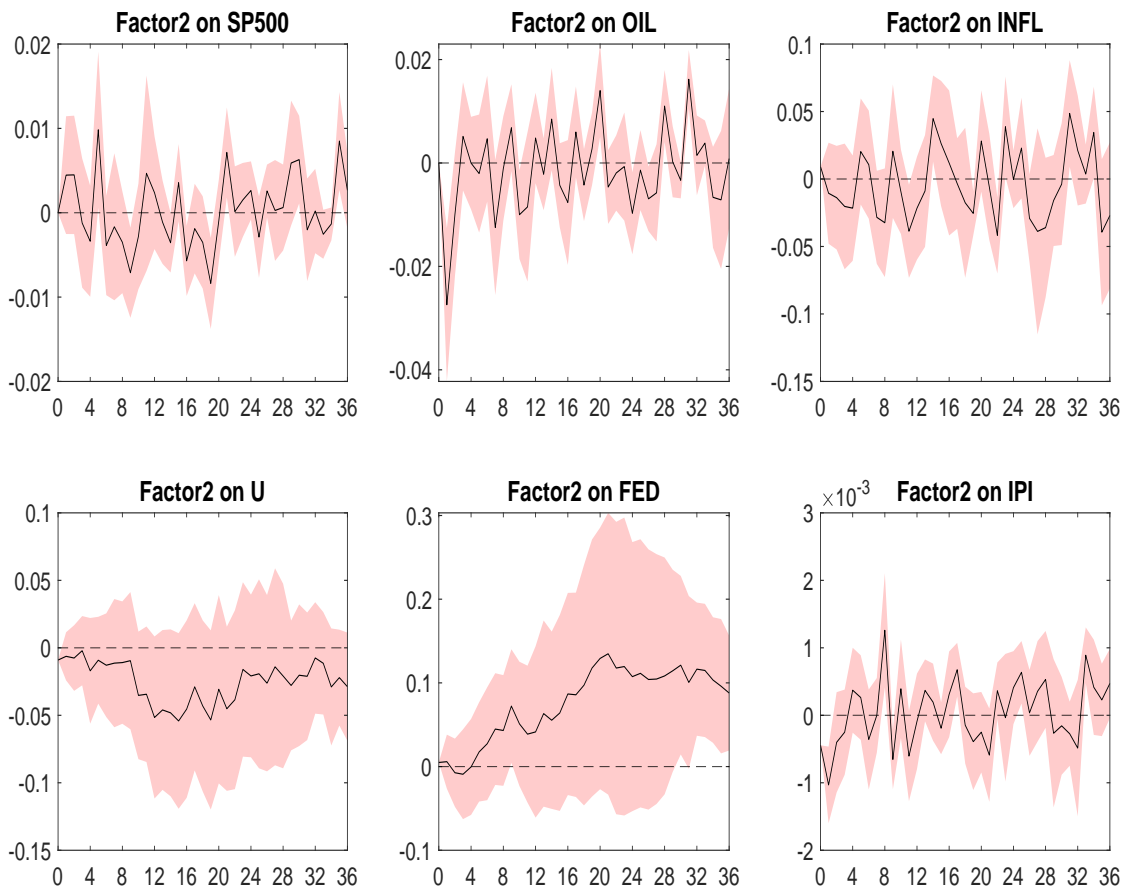 Factor2 on SP500
0.02
0.01
0
-0.01
-0.02
0 4 8 12 16 20 24 28 32 36
Factor2 on OIL
0.02
0
-0.02
-0.04
0 4 8 12 16 20 24 28 32 36
Factor2 on INFL
0.1
0.05
0
-0.05
-0.1
-0.15
0 4 8 12 16 20 24 28 32 36
Factor2 on U
0.1
0.05
0
-0.05
-0.1
-0.15
0 4 8 12 16 20 24 28 32 36
Factor2 on FED
0.3
0.2
0.1
0
-0.1
0 4 8 12 16 20 24 28 32 36
×10⁻³ Factor2 on IPI
3
2
1
0
-1
-2
0 4 8 12 16 20 24 28 32 36